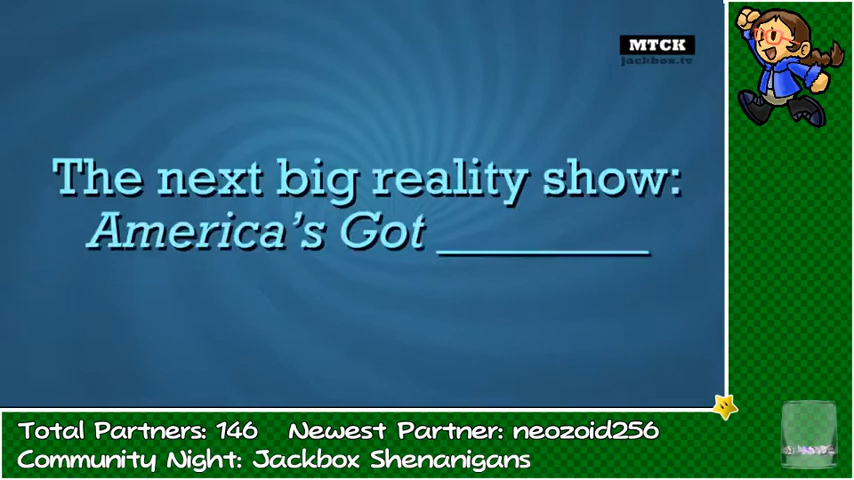 MTCK
jackbox.tv
The next big reality show:
America's Got ________
Total Partners: 146 Newest Partner: neozoid256
Community Night: Jackbox Shenanigans